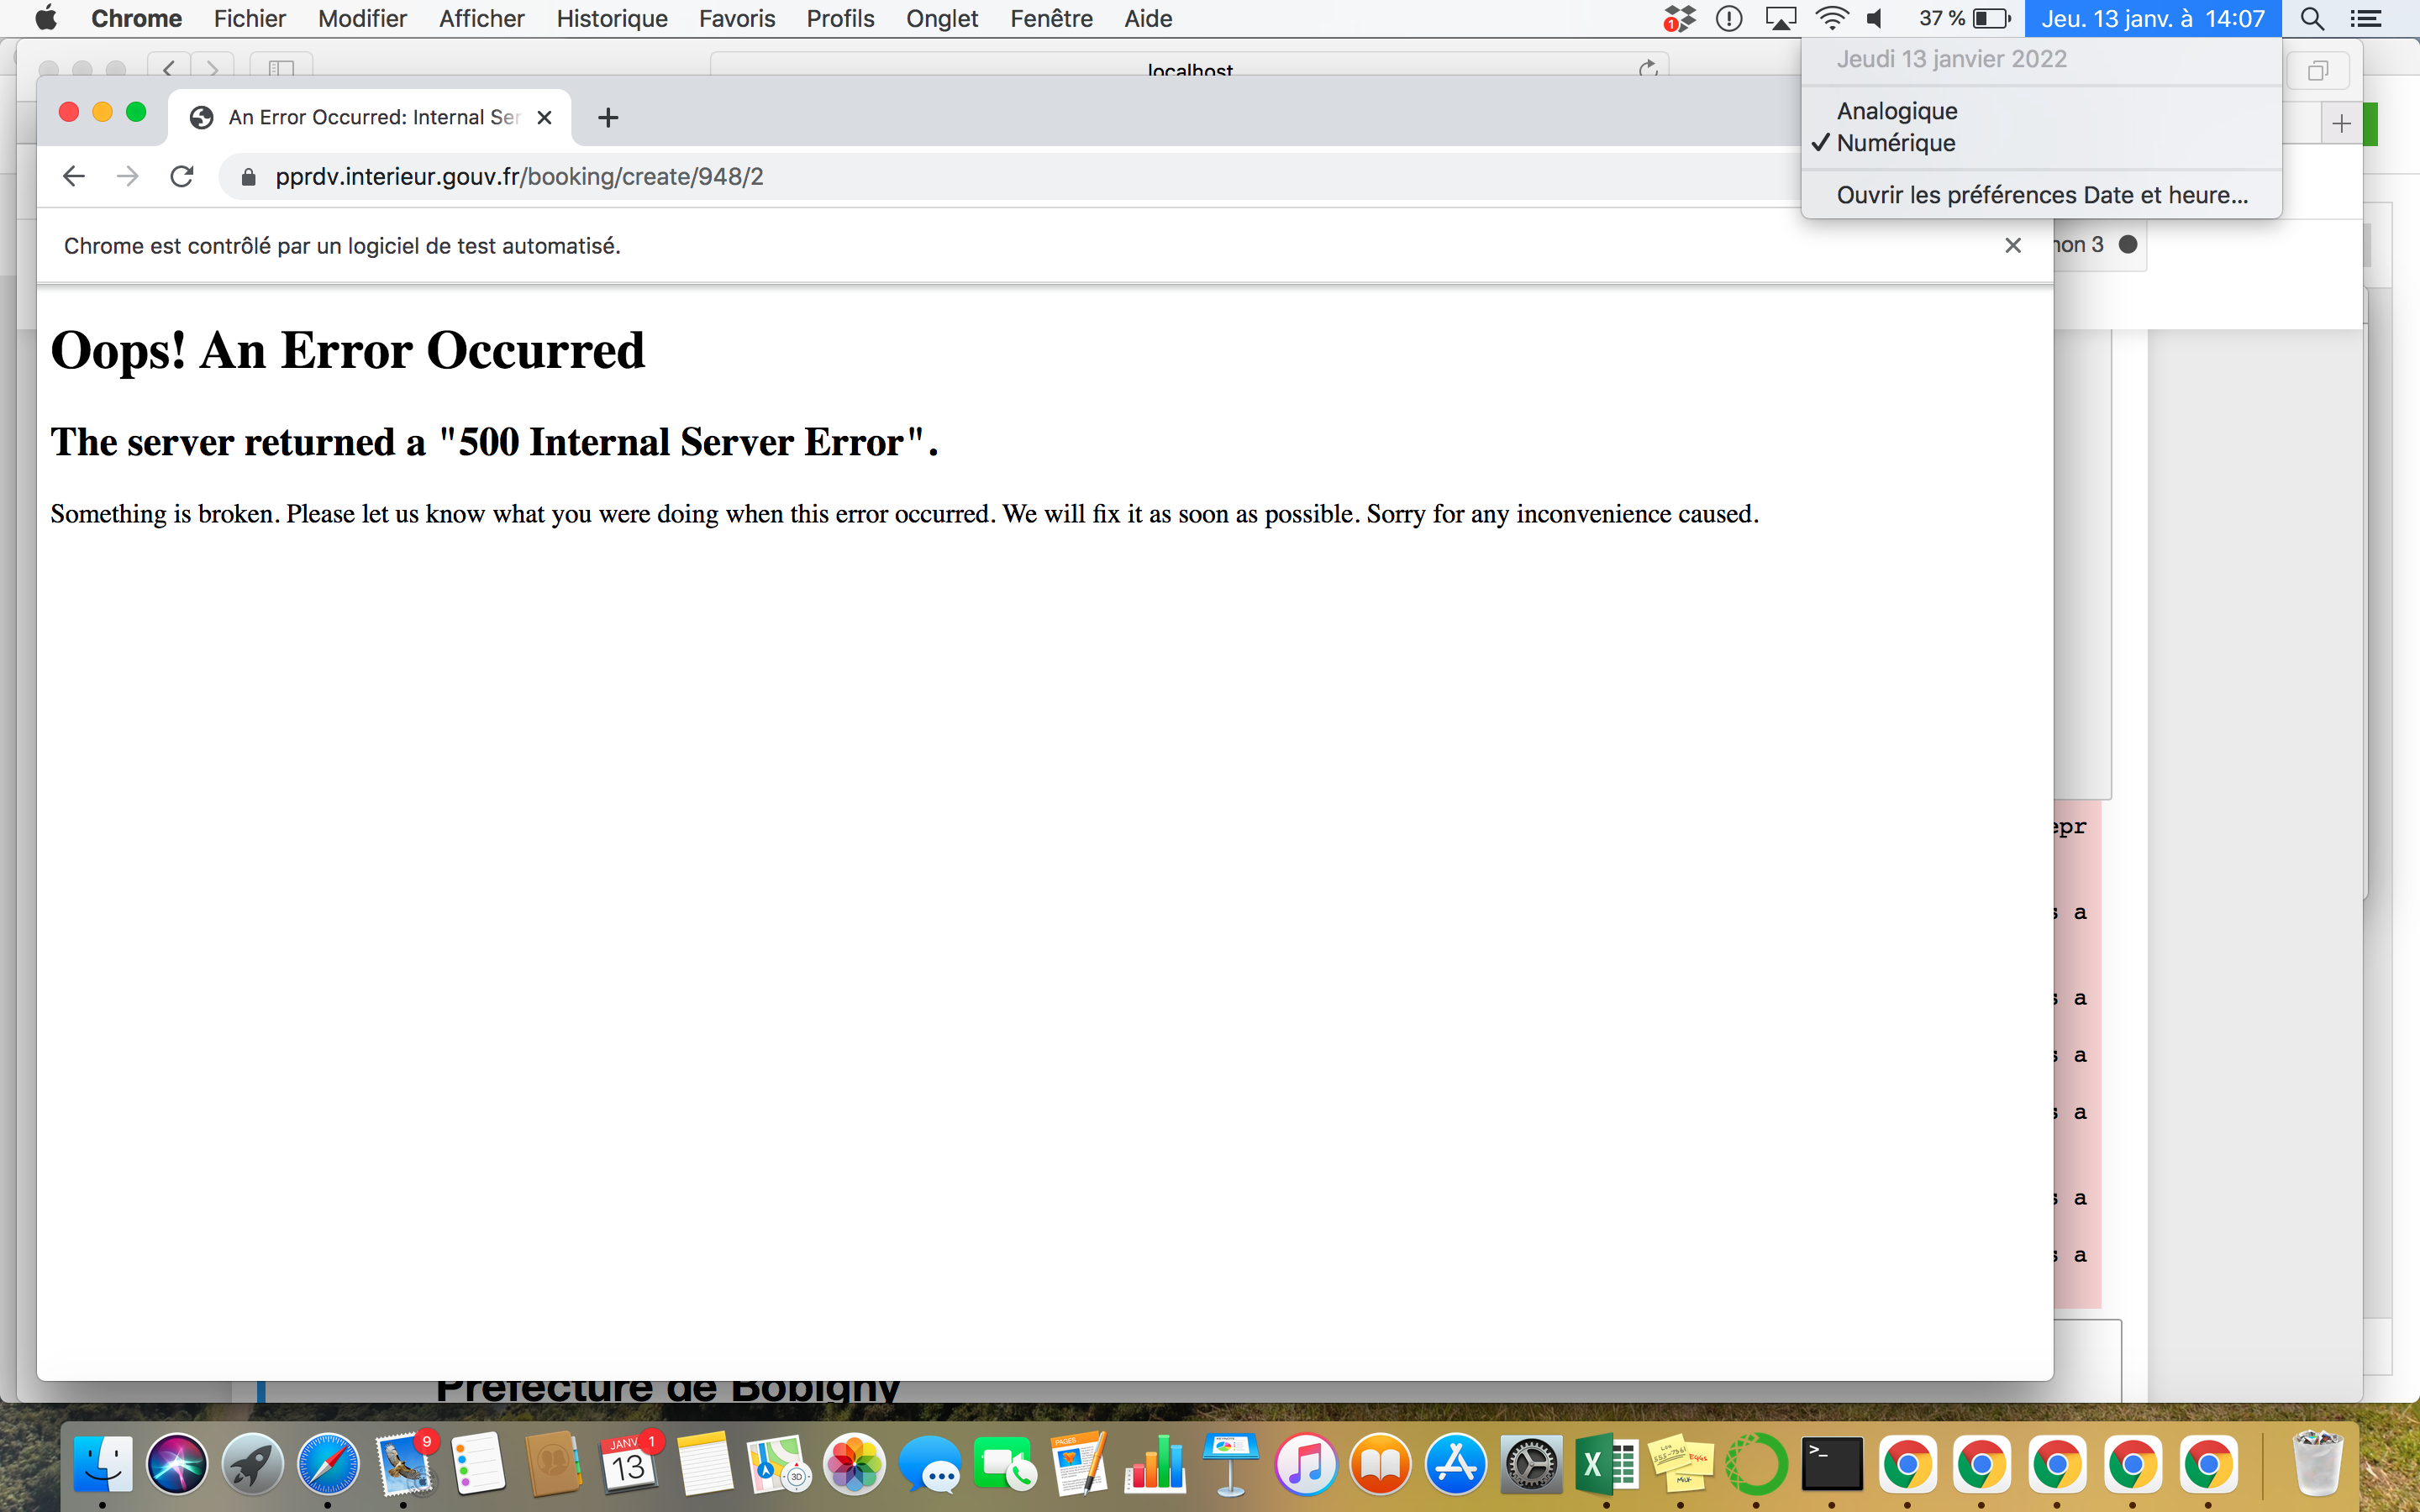 Chrome Fichier Modifier Afficher Historique Favoris Profils Onglet Fenêtre Aide 1 37 % Jeu. 13 janv. à 14:07
Jeudi 13 janvier 2022
Analogique
✓ Numérique
Ouvrir les préférences Date et heure...
localhost
An Error Occurred: Internal Ser
pprdv.interieur.gouv.fr/booking/create/948/2
Chrome est contrôlé par un logiciel de test automatisé.
non 3
Oops! An Error Occurred
The server returned a "500 Internal Server Error".
Something is broken. Please let us know what you were doing when this error occurred. We will fix it as soon as possible. Sorry for any inconvenience caused.
epr
s a
s a
s a
s a
s a
s a
Prefecture de Bobigny
9
JANV 1
13
3D
PAGES
X
>_